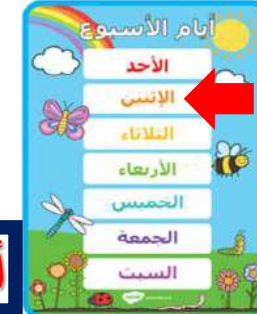 أيام الأسبوع
الأحد
الإثنين
الثلاثاء
الأربعاء
الخميس
الجمعة
السبت